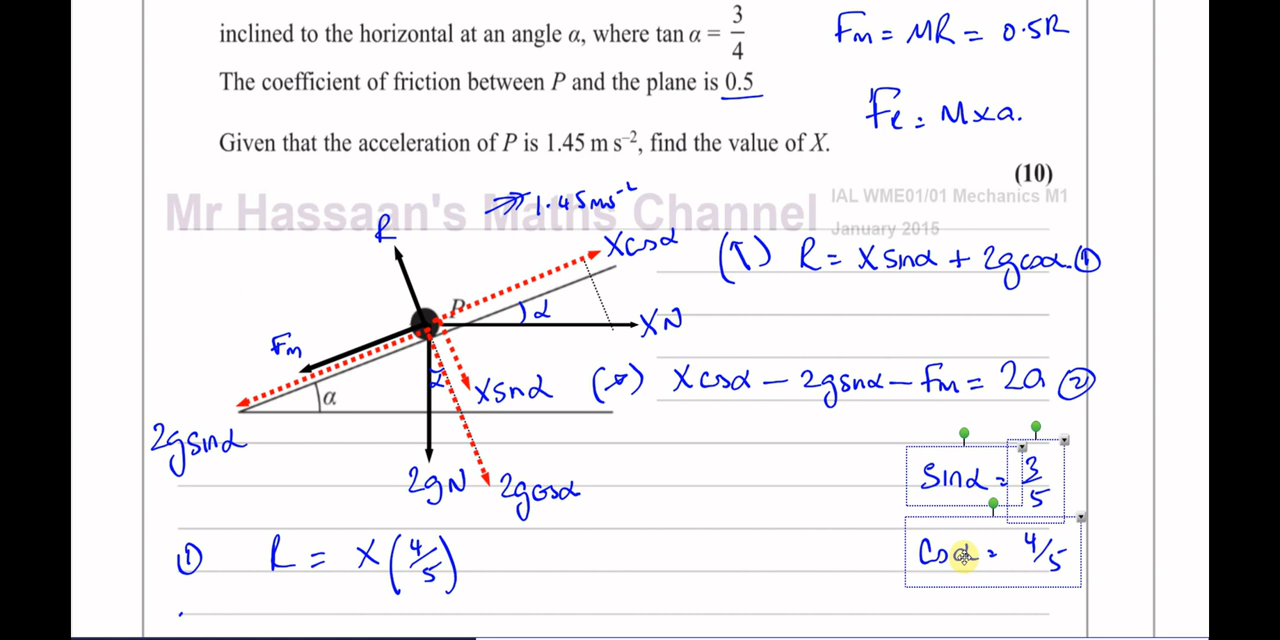 inclined to the horizontal at an angle α, where tan α = 3/4
Fm = MR = 0.5R
The coefficient of friction between P and the plane is 0.5
Fe = M x a.
Given that the acceleration of P is 1.45 m s⁻², find the value of X.
(10)
Mr Hassaan's Maths Channel
IAL WME01/01 Mechanics M1
January 2015
1.45ms⁻²
R
Xcosα
(↑) R = Xsinα + 2gcosα. ①
P
α
XN
Fm
α
α
Xsinα
(↗) Xcosα - 2gsinα - Fm = 2a ②
2gsinα
2gN
2gcosα
Sinα = 3/5
Cosα = 4/5
① R = X(4/5)